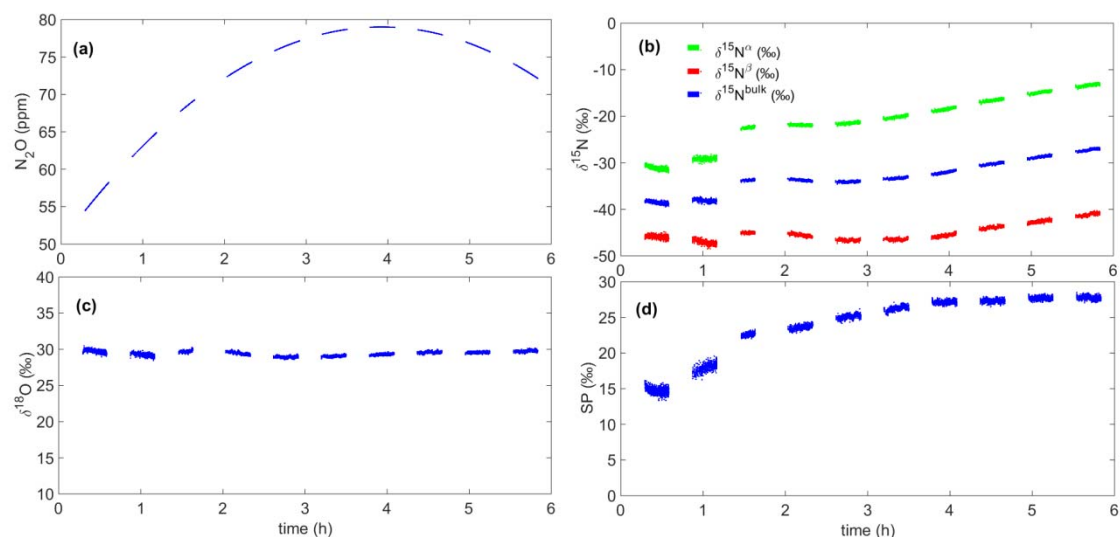 (a)
N₂O (ppm)
80
75
70
65
60
55
50
0 1 2 3 4 5 6
(b)
δ¹⁵Nᵅ (‰)
δ¹⁵Nᵝ (‰)
δ¹⁵Nᵇᵘˡᵏ (‰)
δ¹⁵N (‰)
0
-10
-20
-30
-40
-50
0 1 2 3 4 5 6
(c)
δ¹⁸O (‰)
40
35
30
25
20
15
10
0 1 2 3 4 5 6
time (h)
(d)
SP (‰)
30
25
20
15
10
5
0
0 1 2 3 4 5 6
time (h)